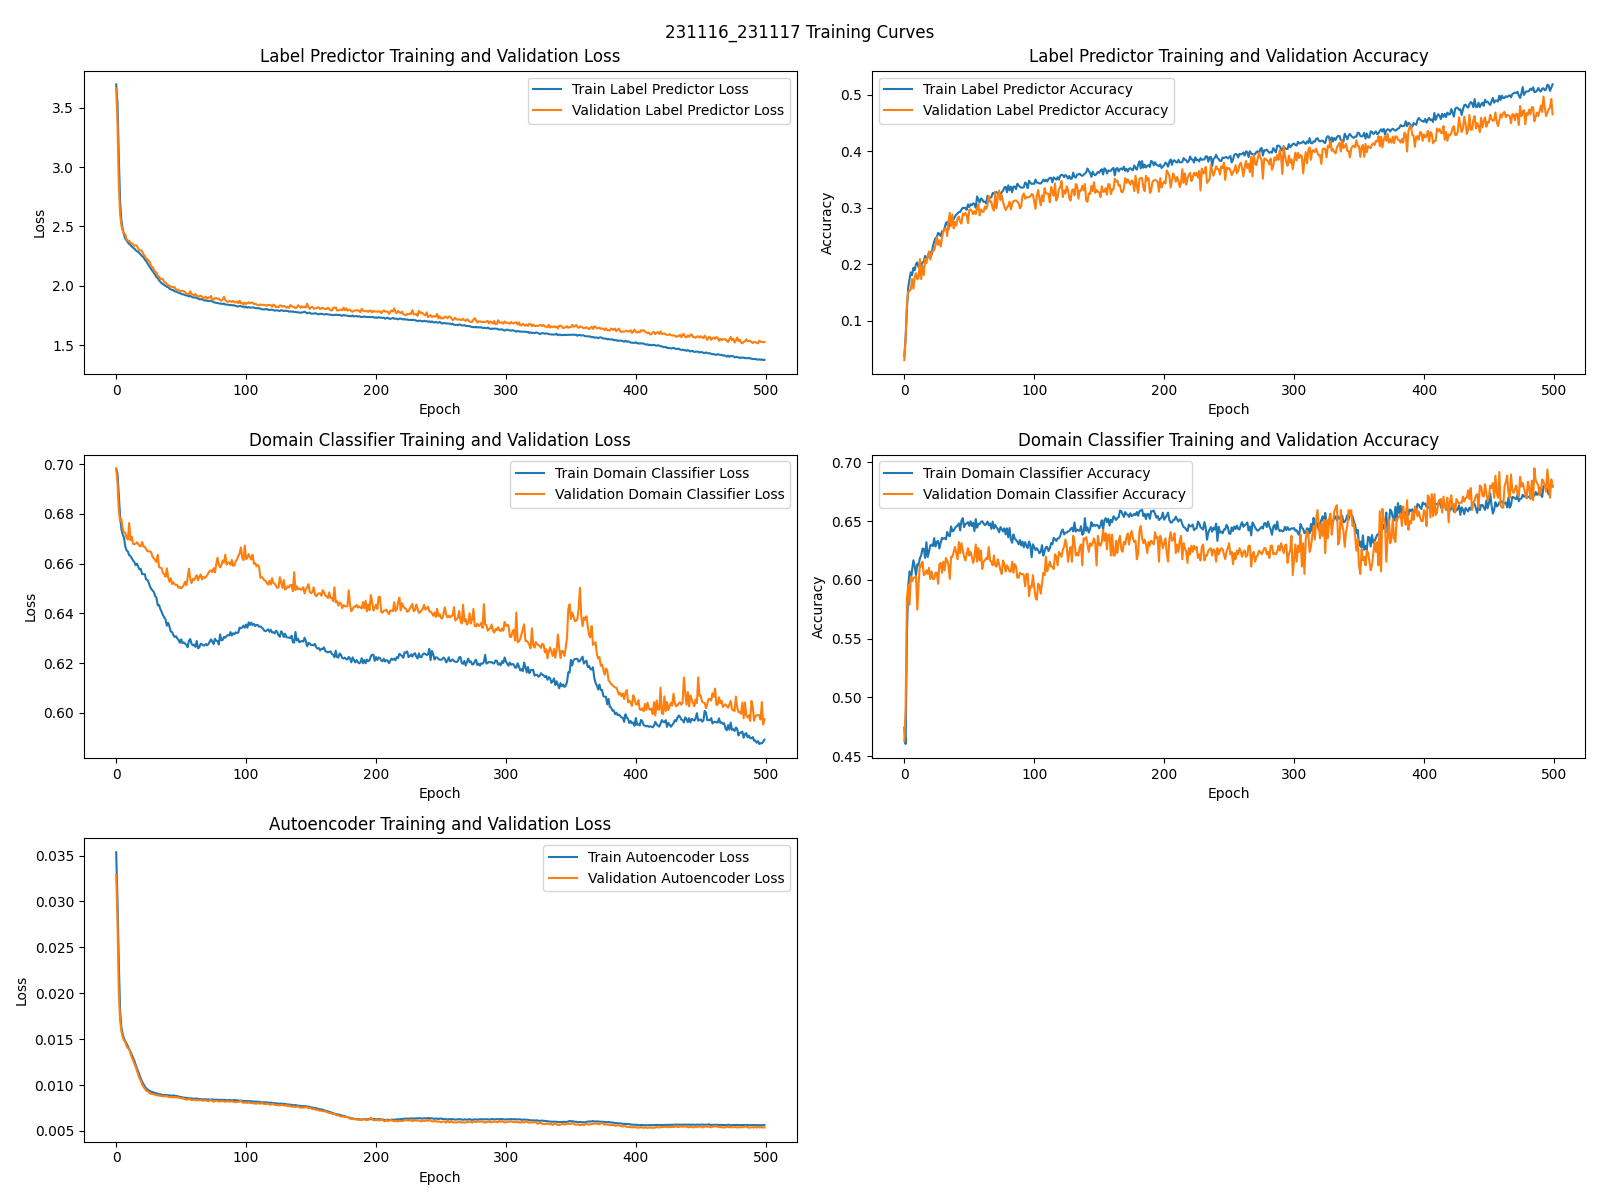 231116_231117 Training Curves
Label Predictor Training and Validation Loss
Train Label Predictor Loss
Validation Label Predictor Loss
3.5
3.0
2.5
2.0
1.5
Loss
0 100 200 300 400 500
Epoch
Label Predictor Training and Validation Accuracy
Train Label Predictor Accuracy
Validation Label Predictor Accuracy
0.5
0.4
0.3
0.2
0.1
Accuracy
0 100 200 300 400 500
Epoch
Domain Classifier Training and Validation Loss
Train Domain Classifier Loss
Validation Domain Classifier Loss
0.70
0.68
0.66
0.64
0.62
0.60
Loss
0 100 200 300 400 500
Epoch
Domain Classifier Training and Validation Accuracy
Train Domain Classifier Accuracy
Validation Domain Classifier Accuracy
0.70
0.65
0.60
0.55
0.50
0.45
Accuracy
0 100 200 300 400 500
Epoch
Autoencoder Training and Validation Loss
Train Autoencoder Loss
Validation Autoencoder Loss
0.035
0.030
0.025
0.020
0.015
0.010
0.005
Loss
0 100 200 300 400 500
Epoch